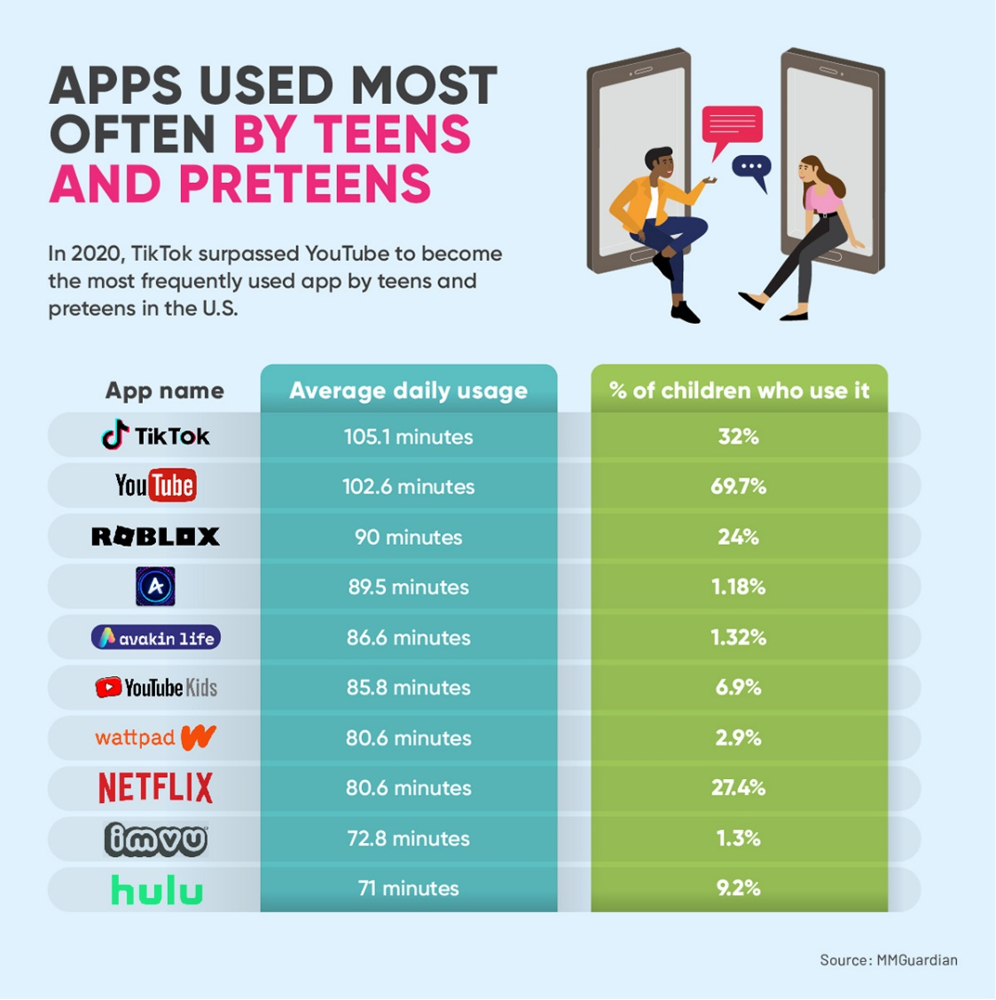 APPS USED MOST
OFTEN BY TEENS
AND PRETEENS
In 2020, TikTok surpassed YouTube to become
the most frequently used app by teens and
preteens in the U.S.
App name Average daily usage % of children who use it
TikTok 105.1 minutes 32%
YouTube 102.6 minutes 69.7%
ROBLOX 90 minutes 24%
A 89.5 minutes 1.18%
avakin life 86.6 minutes 1.32%
YouTube Kids 85.8 minutes 6.9%
wattpad 80.6 minutes 2.9%
NETFLIX 80.6 minutes 27.4%
imvu 72.8 minutes 1.3%
hulu 71 minutes 9.2%
Source: MMGuardian